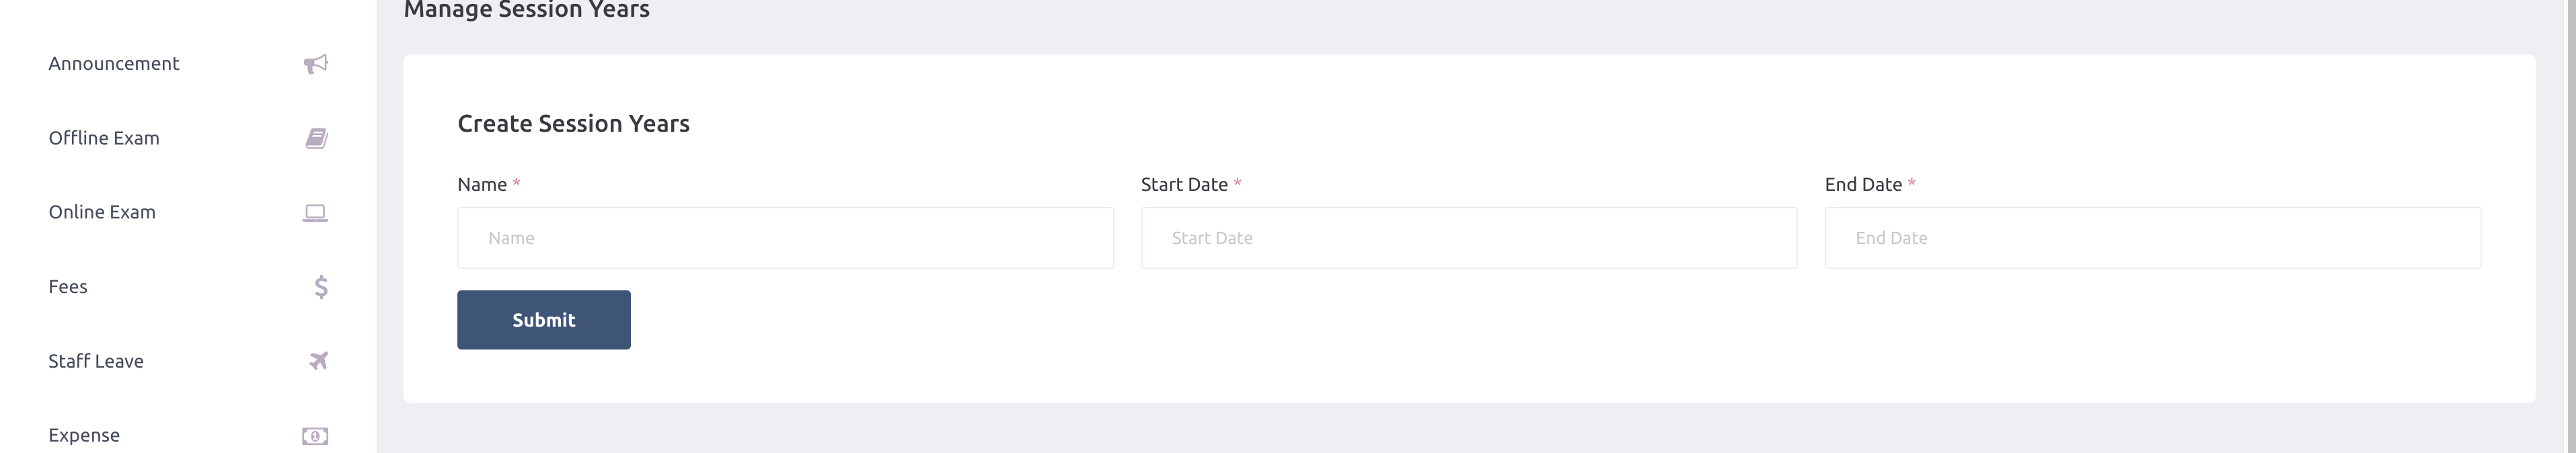 Manage Session Years
Announcement
Offline Exam
Online Exam
Fees
Staff Leave
Expense
Create Session Years
Name *
Name
Start Date *
Start Date
End Date *
End Date
Submit